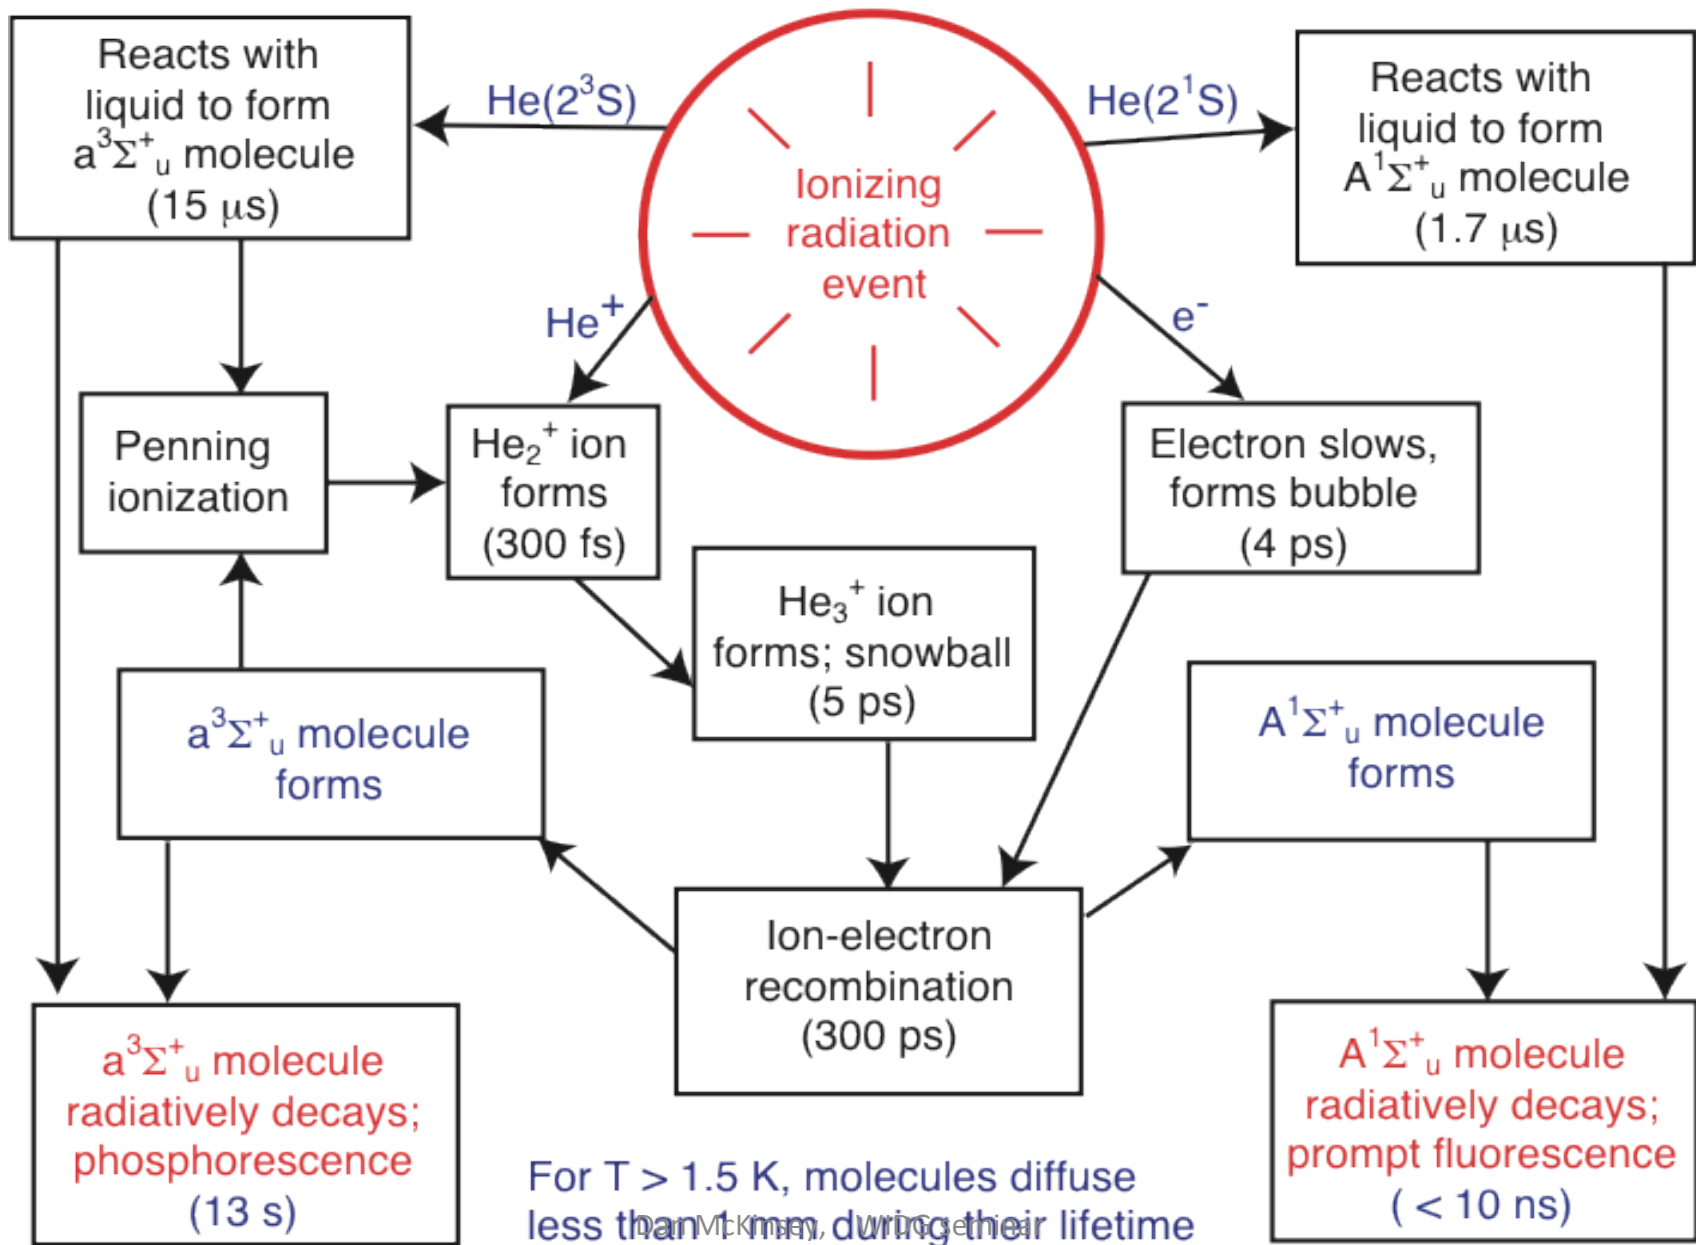 Reacts with
liquid to form
a³Σ⁺ᵤ molecule
(15 μs)
He(2³S)
Ionizing
radiation
event
He(2¹S)
Reacts with
liquid to form
A¹Σ⁺ᵤ molecule
(1.7 μs)
He⁺
e⁻
Penning
ionization
He₂⁺ ion
forms
(300 fs)
Electron slows,
forms bubble
(4 ps)
He₃⁺ ion
forms; snowball
(5 ps)
a³Σ⁺ᵤ molecule
forms
A¹Σ⁺ᵤ molecule
forms
Ion-electron
recombination
(300 ps)
a³Σ⁺ᵤ molecule
radiatively decays;
phosphorescence
(13 s)
A¹Σ⁺ᵤ molecule
radiatively decays;
prompt fluorescence
( < 10 ns)
For T > 1.5 K, molecules diffuse
less than 1 mm during their lifetime
Dan McKinsey, WIDG seminar